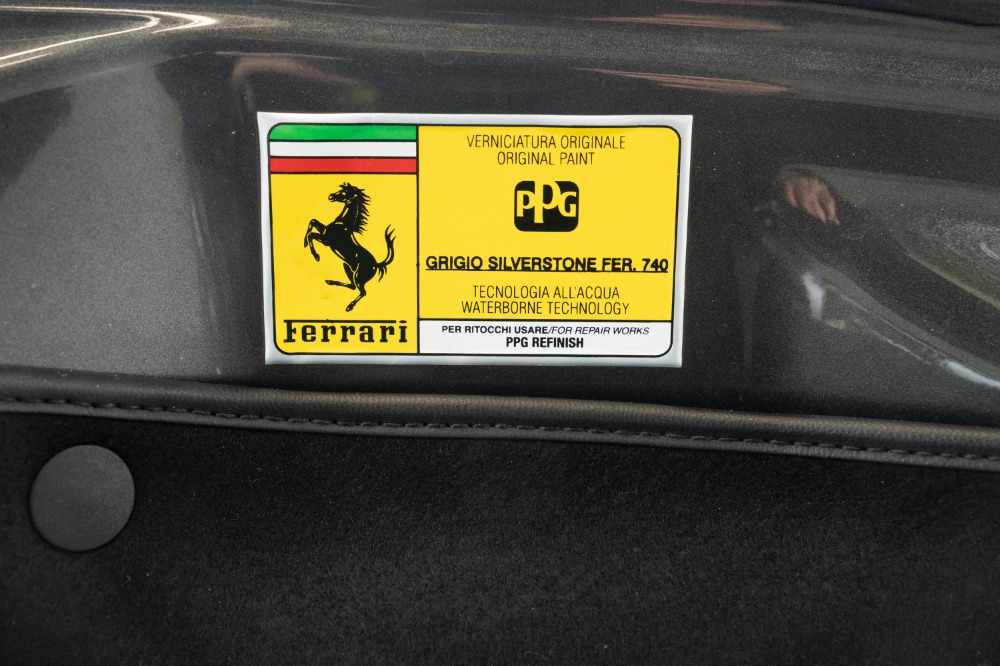 VERNICIATURA ORIGINALE
ORIGINAL PAINT
PPG
GRIGIO SILVERSTONE FER. 740
TECNOLOGIA ALL'ACQUA
WATERBORNE TECHNOLOGY
Ferrari
PER RITOCCHI USARE/FOR REPAIR WORKS
PPG REFINISH